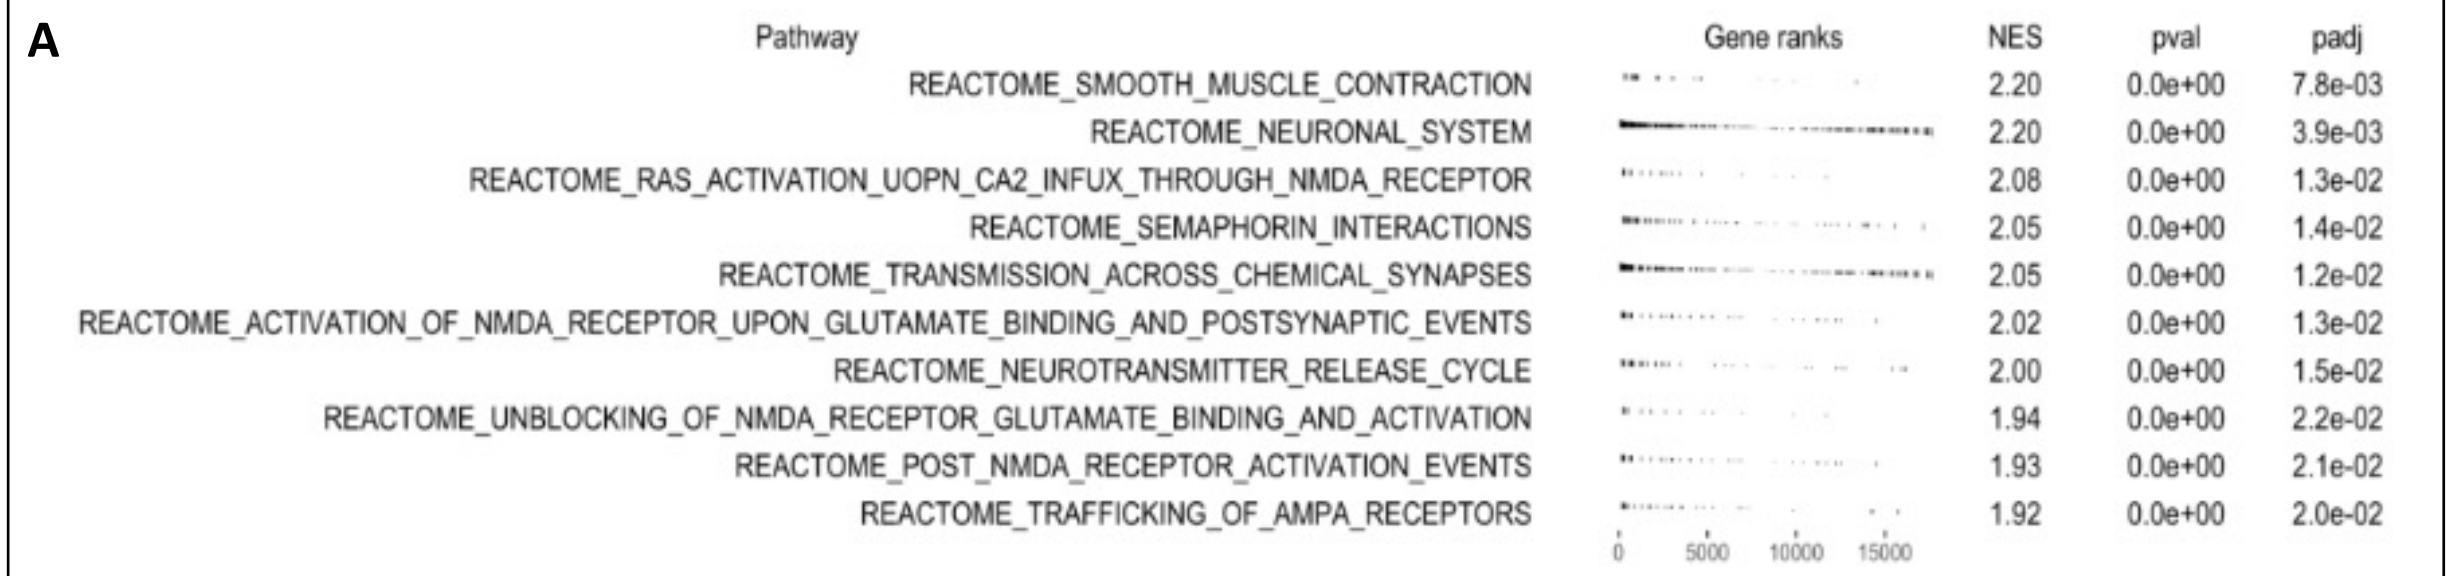 A
Pathway Gene ranks NES pval padj
REACTOME_SMOOTH_MUSCLE_CONTRACTION 2.20 0.0e+00 7.8e-03
REACTOME_NEURONAL_SYSTEM 2.20 0.0e+00 3.9e-03
REACTOME_RAS_ACTIVATION_UOPN_CA2_INFUX_THROUGH_NMDA_RECEPTOR 2.08 0.0e+00 1.3e-02
REACTOME_SEMAPHORIN_INTERACTIONS 2.05 0.0e+00 1.4e-02
REACTOME_TRANSMISSION_ACROSS_CHEMICAL_SYNAPSES 2.05 0.0e+00 1.2e-02
REACTOME_ACTIVATION_OF_NMDA_RECEPTOR_UPON_GLUTAMATE_BINDING_AND_POSTSYNAPTIC_EVENTS 2.02 0.0e+00 1.3e-02
REACTOME_NEUROTRANSMITTER_RELEASE_CYCLE 2.00 0.0e+00 1.5e-02
REACTOME_UNBLOCKING_OF_NMDA_RECEPTOR_GLUTAMATE_BINDING_AND_ACTIVATION 1.94 0.0e+00 2.2e-02
REACTOME_POST_NMDA_RECEPTOR_ACTIVATION_EVENTS 1.93 0.0e+00 2.1e-02
REACTOME_TRAFFICKING_OF_AMPA_RECEPTORS 1.92 0.0e+00 2.0e-02
0 5000 10000 15000